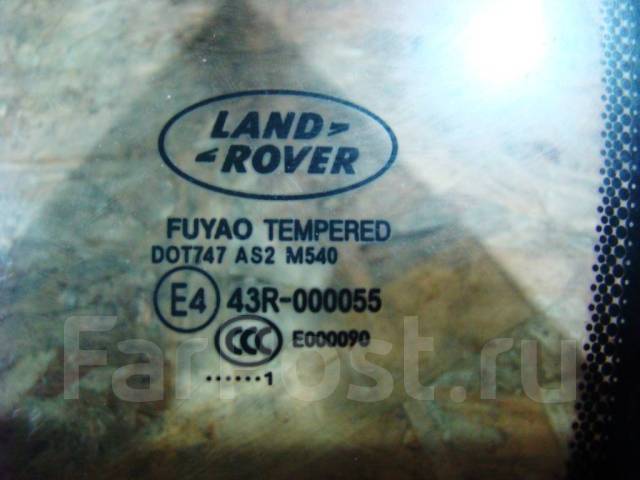 LAND
ROVER
FUYAO TEMPERED
DOT747 AS2 M540
E4 43R-000055
CCC E000090
······1
FarPost.ru